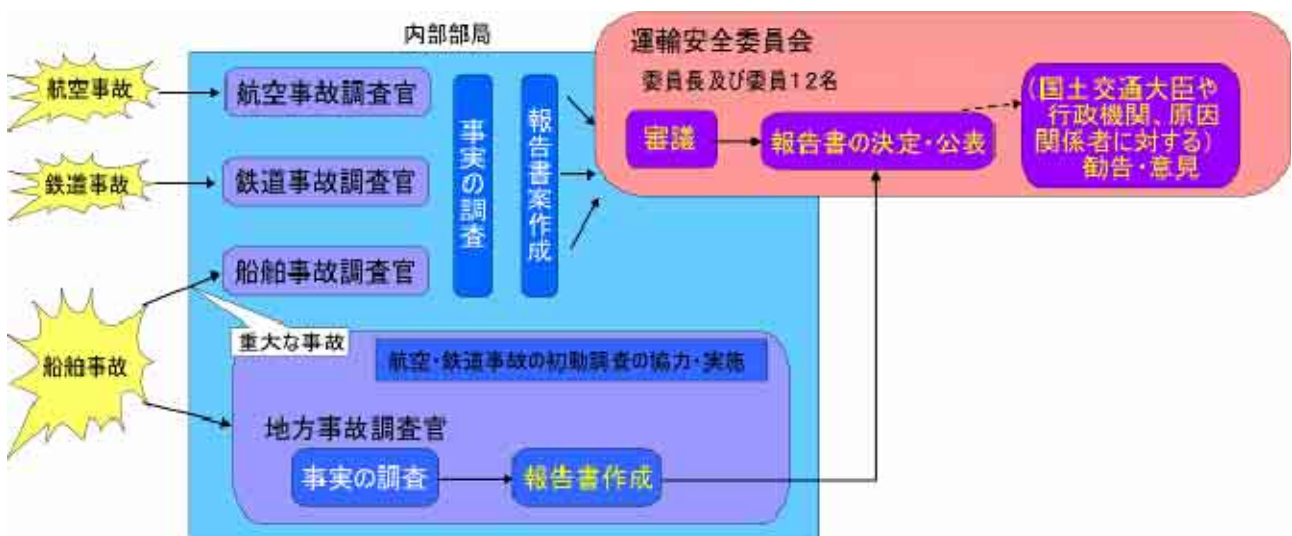 内部部局
運輸安全委員会
委員長及び委員12名
航空事故
航空事故調査官
鉄道事故
鉄道事故調査官
船舶事故調査官
事実の調査
報告書案作成
審議
報告書の決定・公表
(国土交通大臣や
行政機関、原因
関係者に対する)
勧告・意見
船舶事故
重大な事故
航空・鉄道事故の初動調査の協力・実施
地方事故調査官
事実の調査
報告書作成